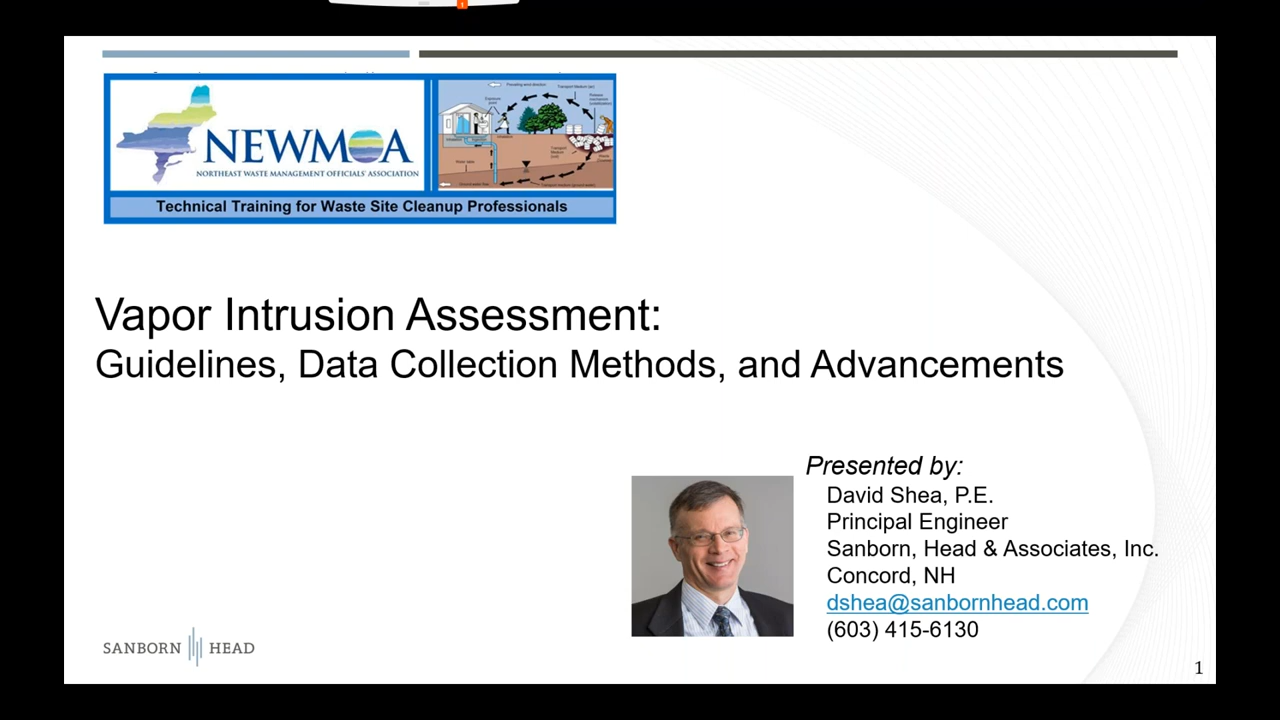 NEWMOA
NORTHEAST WASTE MANAGEMENT OFFICIALS' ASSOCIATION
Technical Training for Waste Site Cleanup Professionals
Vapor Intrusion Assessment:
Guidelines, Data Collection Methods, and Advancements
Presented by:
David Shea, P.E.
Principal Engineer
Sanborn, Head & Associates, Inc.
Concord, NH
dshea@sanbornhead.com
(603) 415-6130
SANBORN HEAD
1